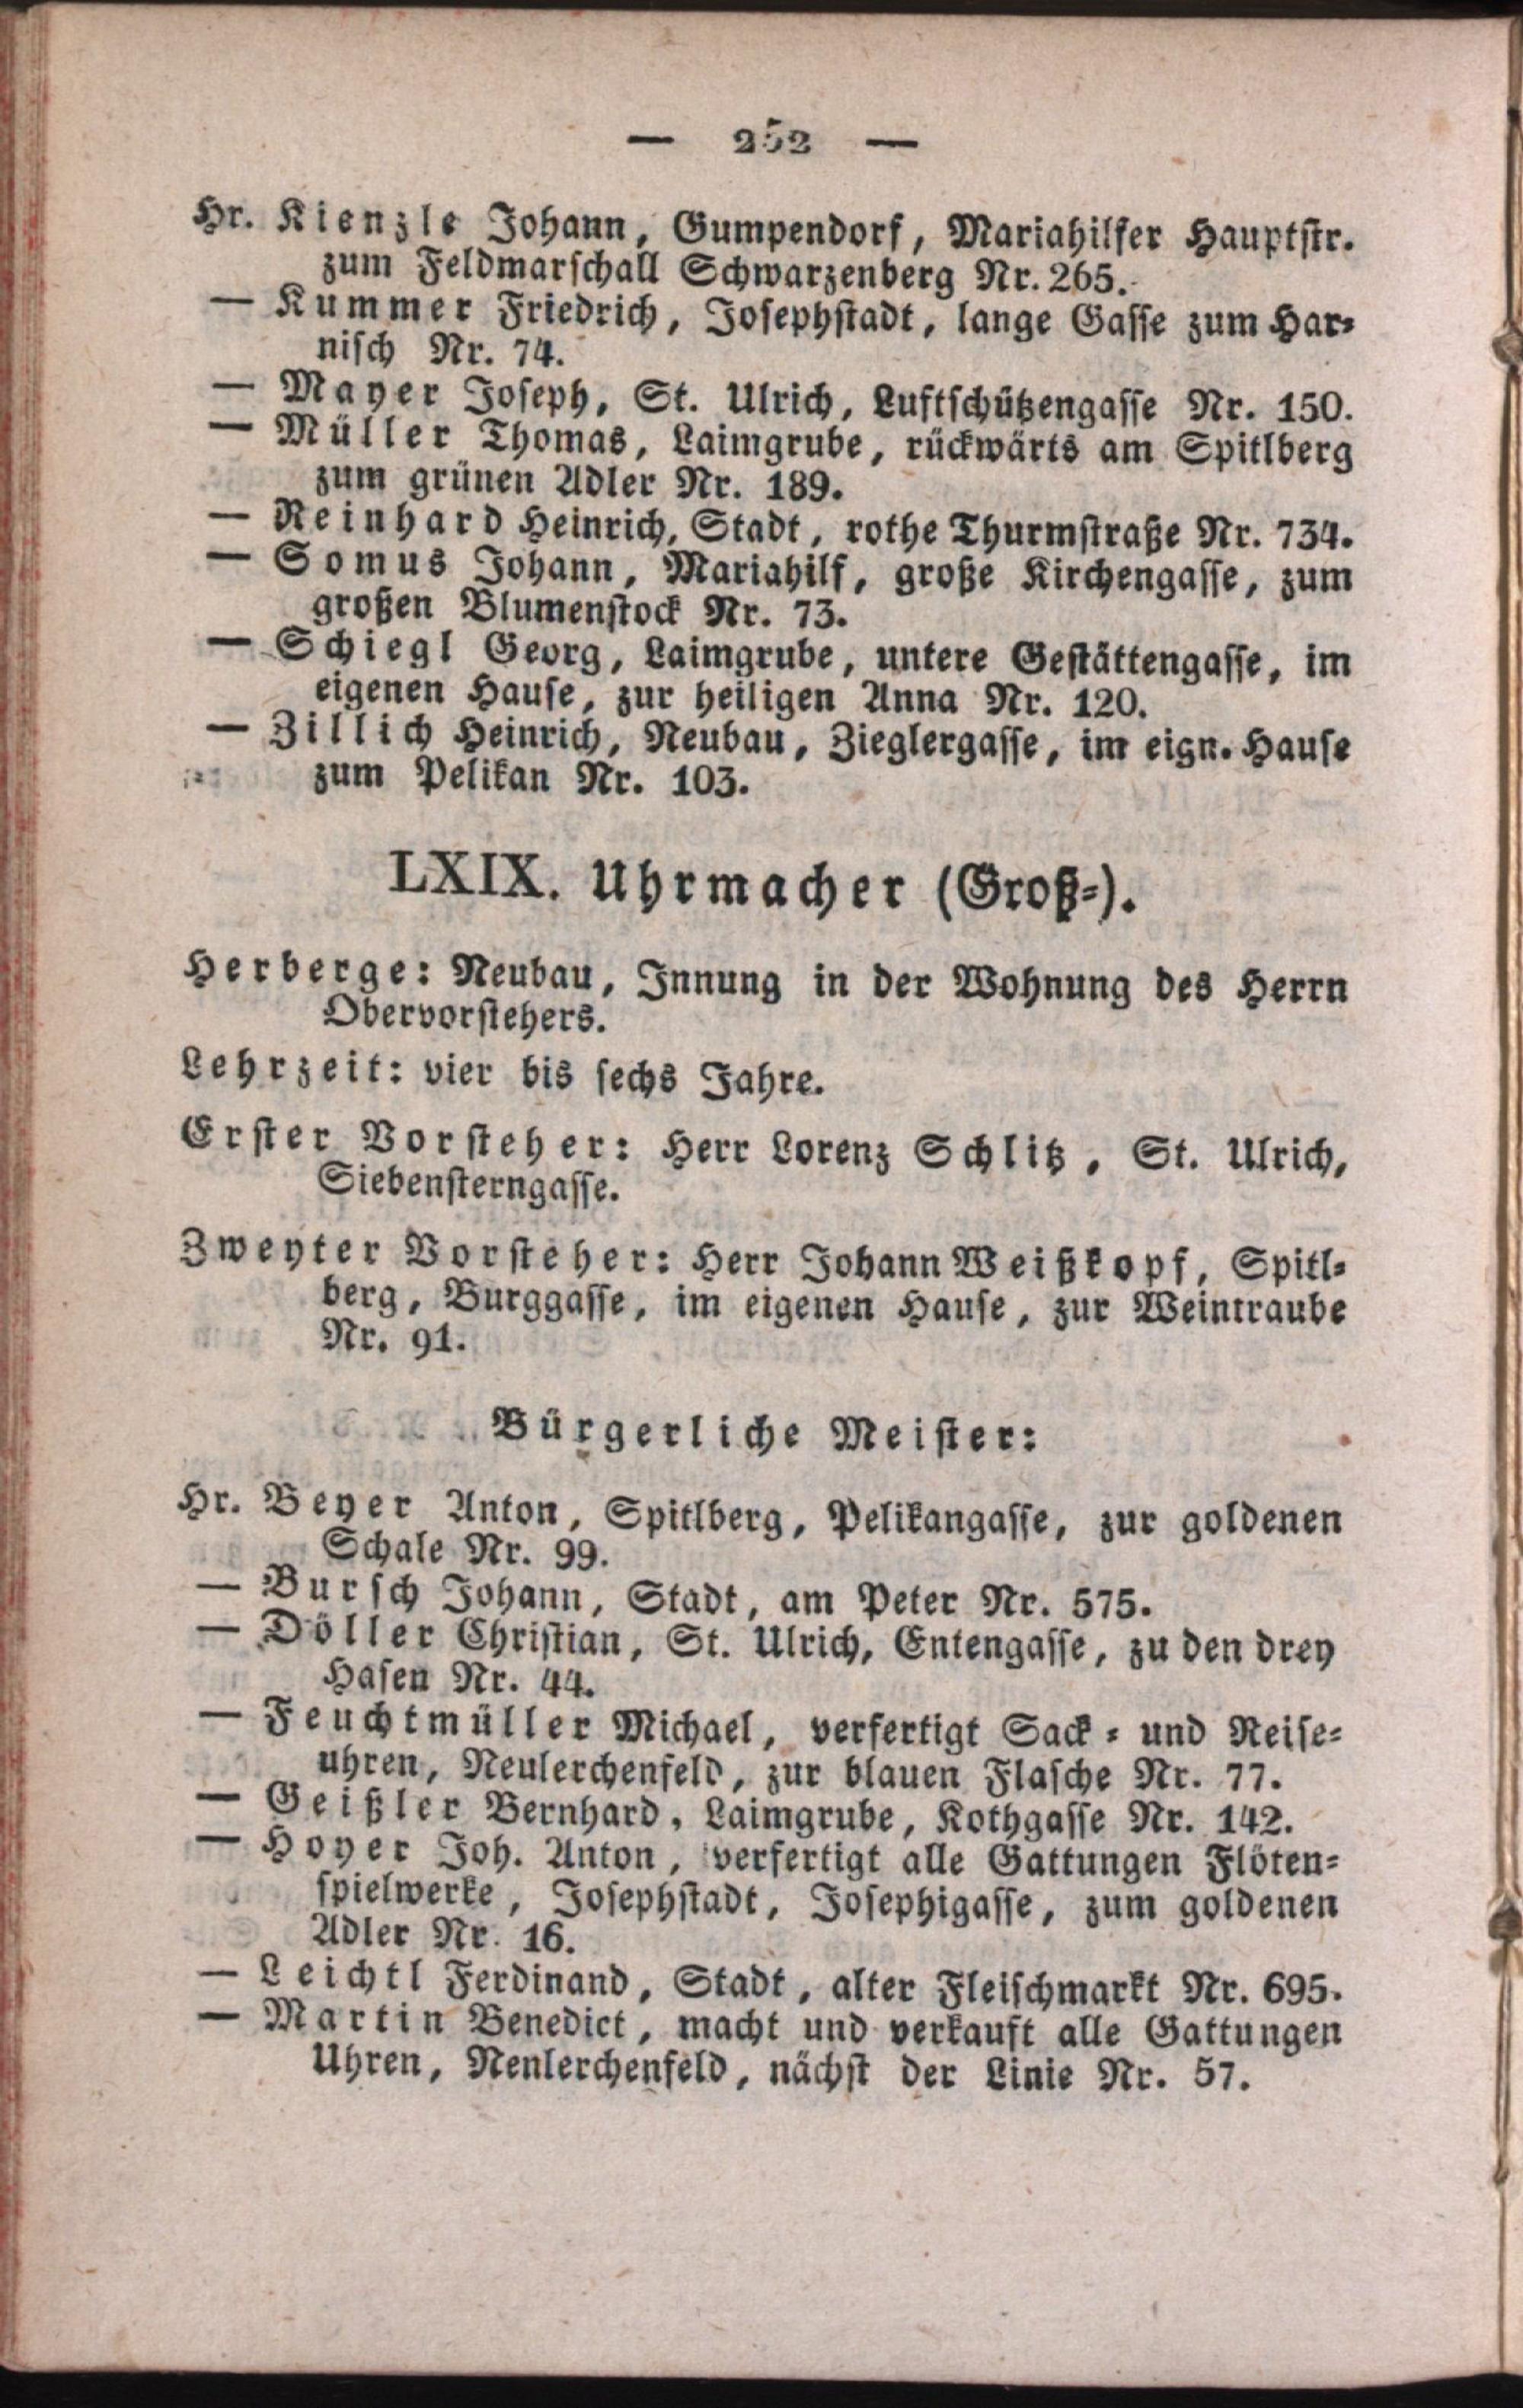 — 252 —
Hr. Kienzle Johann, Gumpendorf, Mariahilfer Hauptstr.
zum Feldmarschall Schwarzenberg Nr. 265.
— Kummer Friedrich, Josephstadt, lange Gasse zum Har-
nisch Nr. 74.
— Mayer Joseph, St. Ulrich, Luftschützengasse Nr. 150.
— Müller Thomas, Laimgrube, rückwärts am Spitlberg
zum grünen Adler Nr. 189.
— Reinhard Heinrich, Stadt, rothe Thurmstraße Nr. 734.
— Somus Johann, Mariahilf, große Kirchengasse, zum
großen Blumenstock Nr. 73.
— Schiegl Georg, Laimgrube, untere Gestättengasse, im
eigenen Hause, zur heiligen Anna Nr. 120.
— Zillich Heinrich, Neubau, Zieglergasse, im eign. Hause
zum Pelikan Nr. 103.
LXIX. Uhrmacher (Groß-).
Herberge: Neubau, Innung in der Wohnung des Herrn
Obervorstehers.
Lehrzeit: vier bis sechs Jahre.
Erster Vorsteher: Herr Lorenz Schlitz, St. Ulrich,
Siebensterngasse.
Zweyter Vorsteher: Herr Johann Weißkopf, Spitl-
berg, Burggasse, im eigenen Hause, zur Weintraube
Nr. 91.
Bürgerliche Meister:
Hr. Beyer Anton, Spitlberg, Pelikangasse, zur goldenen
Schale Nr. 99.
— Bursch Johann, Stadt, am Peter Nr. 575.
— Döller Christian, St. Ulrich, Entengasse, zu den drey
Hasen Nr. 44.
— Feuchtmüller Michael, verfertigt Sack- und Reise-
uhren, Neulerchenfeld, zur blauen Flasche Nr. 77.
— Geißler Bernhard, Laimgrube, Kothgasse Nr. 142.
— Hoyer Joh. Anton, verfertigt alle Gattungen Flöten-
spielwerke, Josephstadt, Josephigasse, zum goldenen
Adler Nr. 16.
— Leichtl Ferdinand, Stadt, alter Fleischmarkt Nr. 695.
— Martin Benedict, macht und verkauft alle Gattungen
Uhren, Nenlerchenfeld, nächst der Linie Nr. 57.